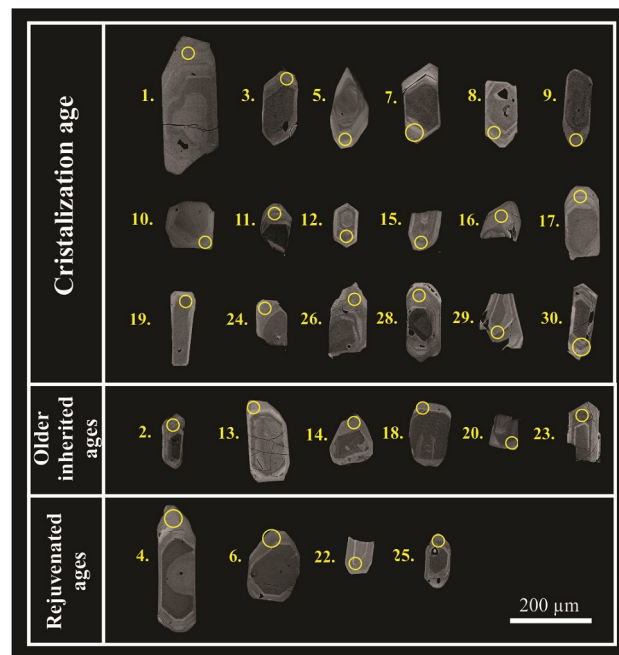 Cristalization age
1. 3. 5. 7. 8. 9.
10. 11. 12. 15. 16. 17.
19. 24. 26. 28. 29. 30.
Older
inherited
ages
2. 13. 14. 18. 20. 23.
Rejuvenated
ages
4. 6. 22. 25.
200 µm